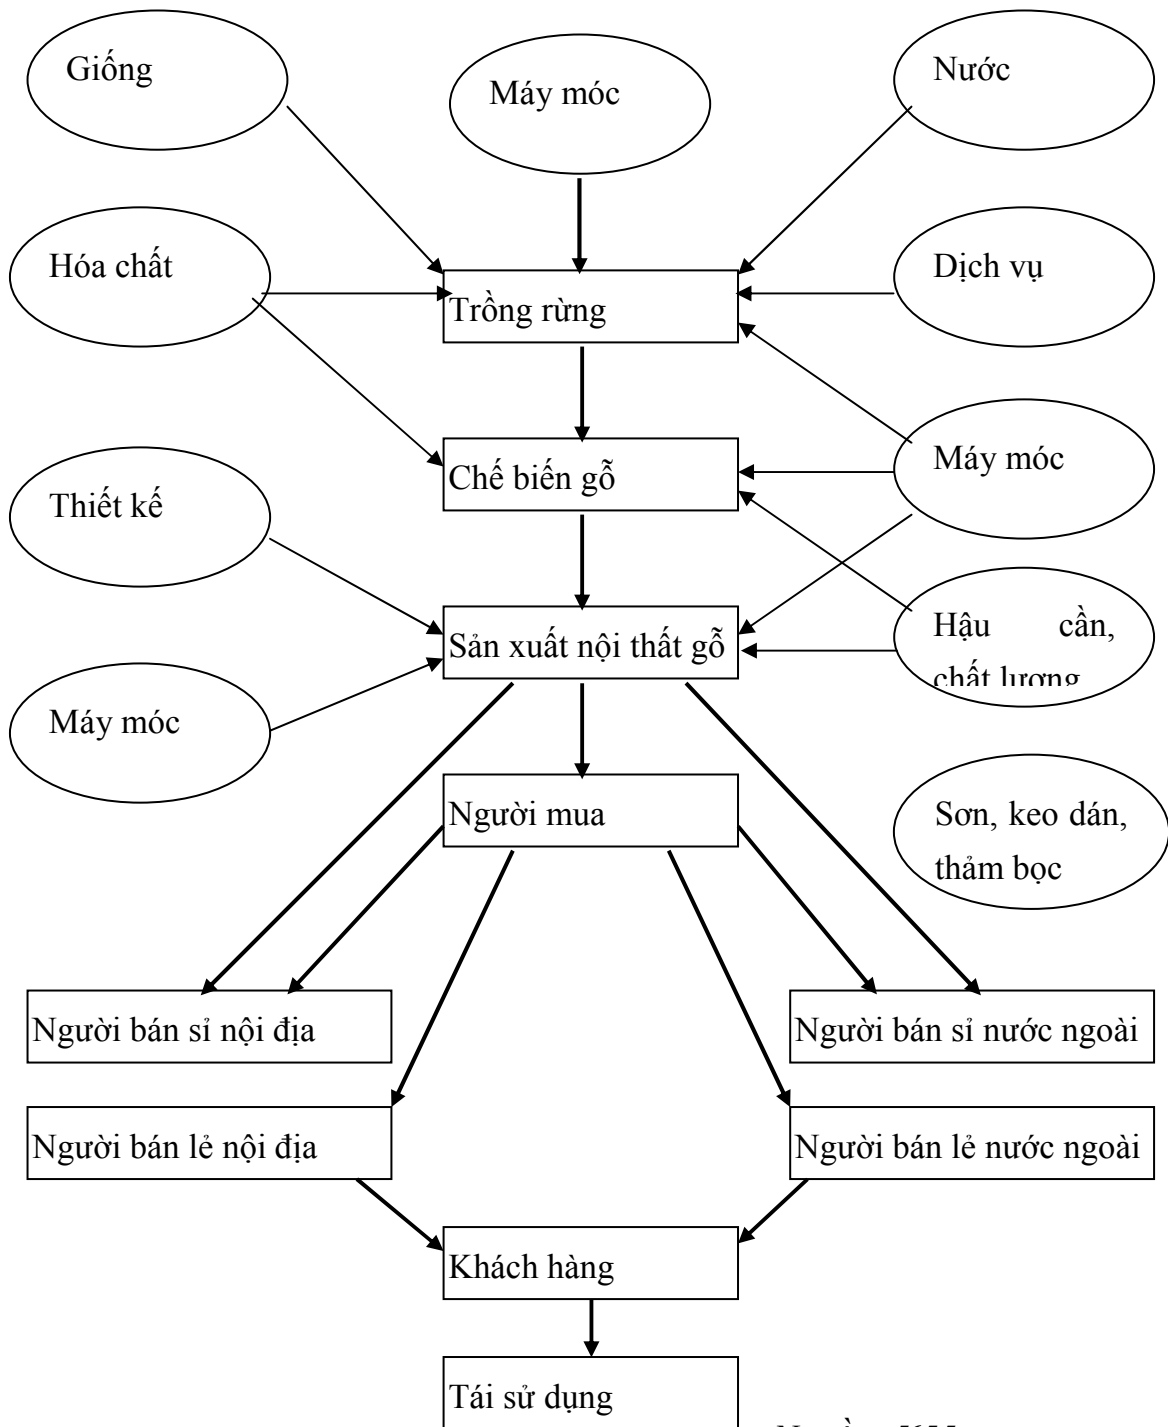 Giống
Máy móc
Nước
Hóa chất
Dịch vụ
Trồng rừng
Máy móc
Chế biến gỗ
Thiết kế
Hậu cần,
chất lượng
Sản xuất nội thất gỗ
Máy móc
Người mua
Sơn, keo dán,
thảm bọc
Người bán sỉ nội địa
Người bán sỉ nước ngoài
Người bán lẻ nội địa
Người bán lẻ nước ngoài
Khách hàng
Tái sử dụng